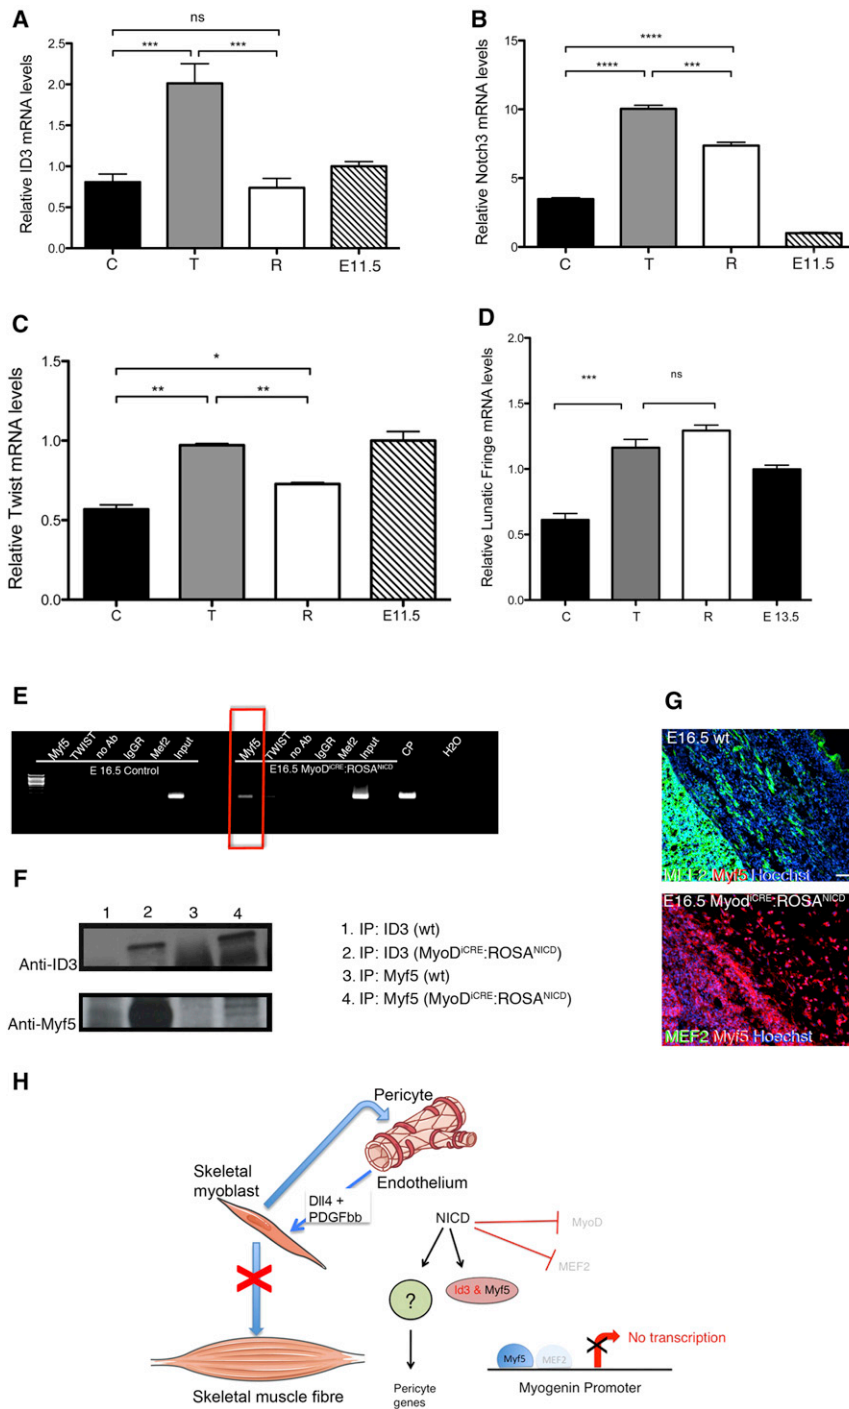 A
ns
***
***
Relative ID3 mRNA levels
2.5
2.0
1.5
1.0
0.5
0.0
C
T
R
E11.5
B
****
****
***
Relative Notch3 mRNA levels
15
10
5
0
C
T
R
E11.5
C
*
**
**
Relative Twist mRNA levels
1.5
1.0
0.5
0.0
C
T
R
E11.5
D
***
ns
Relative Lunatic Fringe mRNA levels
2.0
1.5
1.0
0.5
0.0
C
T
R
E 13.5
E
Myf5 TWIST no Ab IgGR Mef2 Input
E 16.5 Control
Myf5 TWIST no Ab IgGR Mef2 Input CP H2O
E16.5 MyoDiCRE:ROSANICD
F
1 2 3 4
Anti-ID3
Anti-Myf5
1. IP: ID3 (wt)
2. IP: ID3 (MyoDiCRE:ROSANICD)
3. IP: Myf5 (wt)
4. IP: Myf5 (MyoDiCRE:ROSANICD)
G
E16.5 wt
MEF2 Myf5 Hoechst
E16.5 MyodiCRE:ROSANICD
MEF2 Myf5 Hoechst
H
Pericyte
Endothelium
Skeletal
myoblast
Dll4 +
PDGFbb
NICD
MyoD
MEF2
?
Id3 & Myf5
Pericyte
genes
Skeletal muscle fibre
Myf5
MEF2
No transcription
Myogenin Promoter